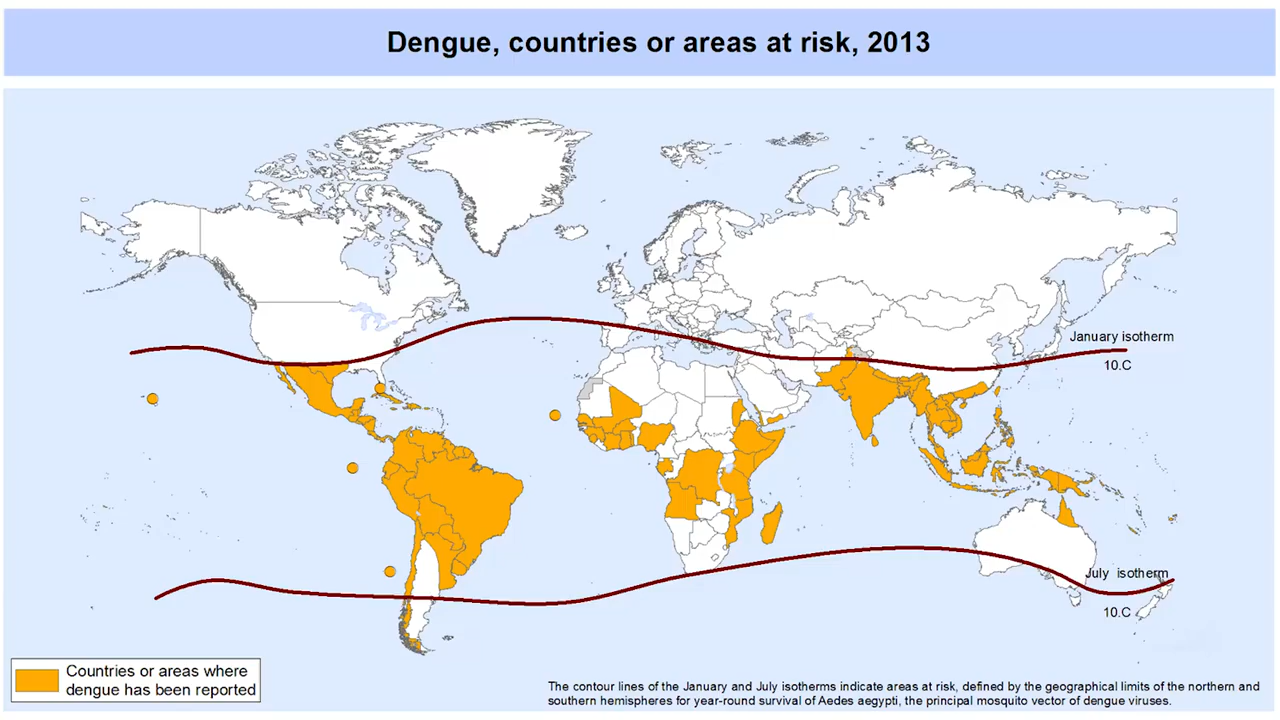 Dengue, countries or areas at risk, 2013
January isotherm
10.C
July isotherm
10.C
Countries or areas where
dengue has been reported
The contour lines of the January and July isotherms indicate areas at risk, defined by the geographical limits of the northern and
southern hemispheres for year-round survival of Aedes aegypti, the principal mosquito vector of dengue viruses.